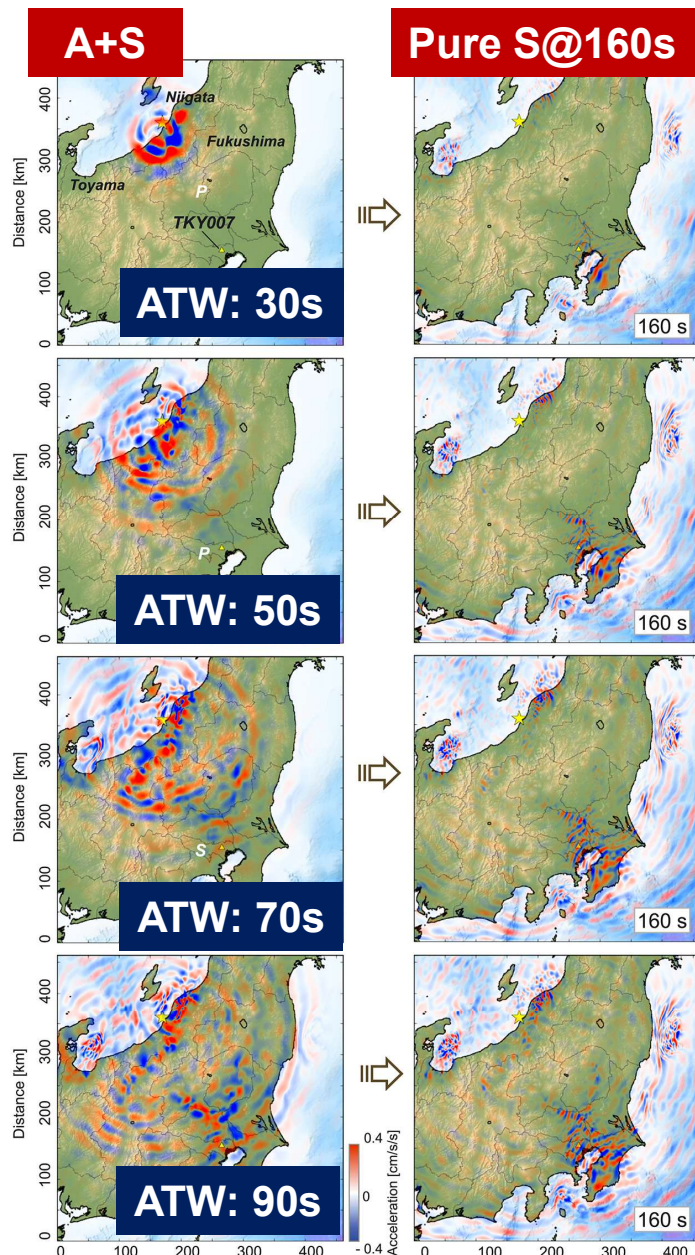 A+S
Pure S@160s
Distance [km]
400
300
200
100
0
Niigata
Fukushima
Toyama
P
TKY007
ATW: 30s
160 s
Distance [km]
400
300
200
100
0
P
ATW: 50s
160 s
Distance [km]
400
300
200
100
0
S
ATW: 70s
160 s
Distance [km]
400
300
200
100
0
ATW: 90s
0.4
0
- 0.4
Acceleration [cm/s/s]
0 100 200 300 400
0 100 200 300 400